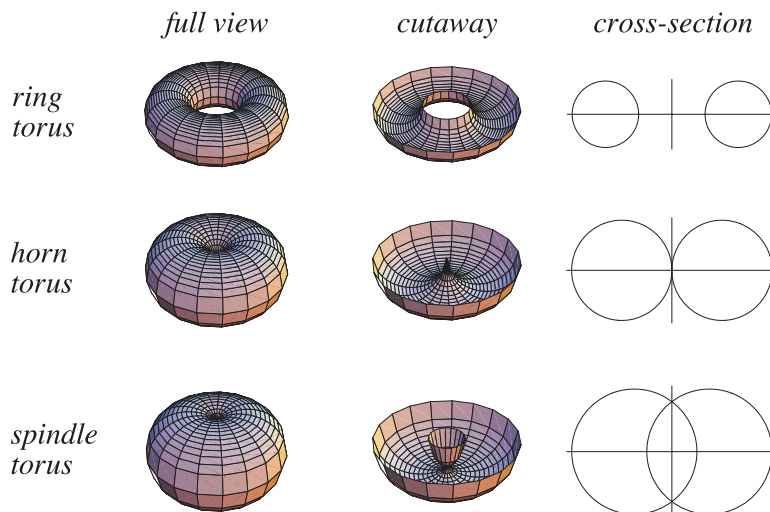 full view cutaway cross-section
ring
torus
horn
torus
spindle
torus